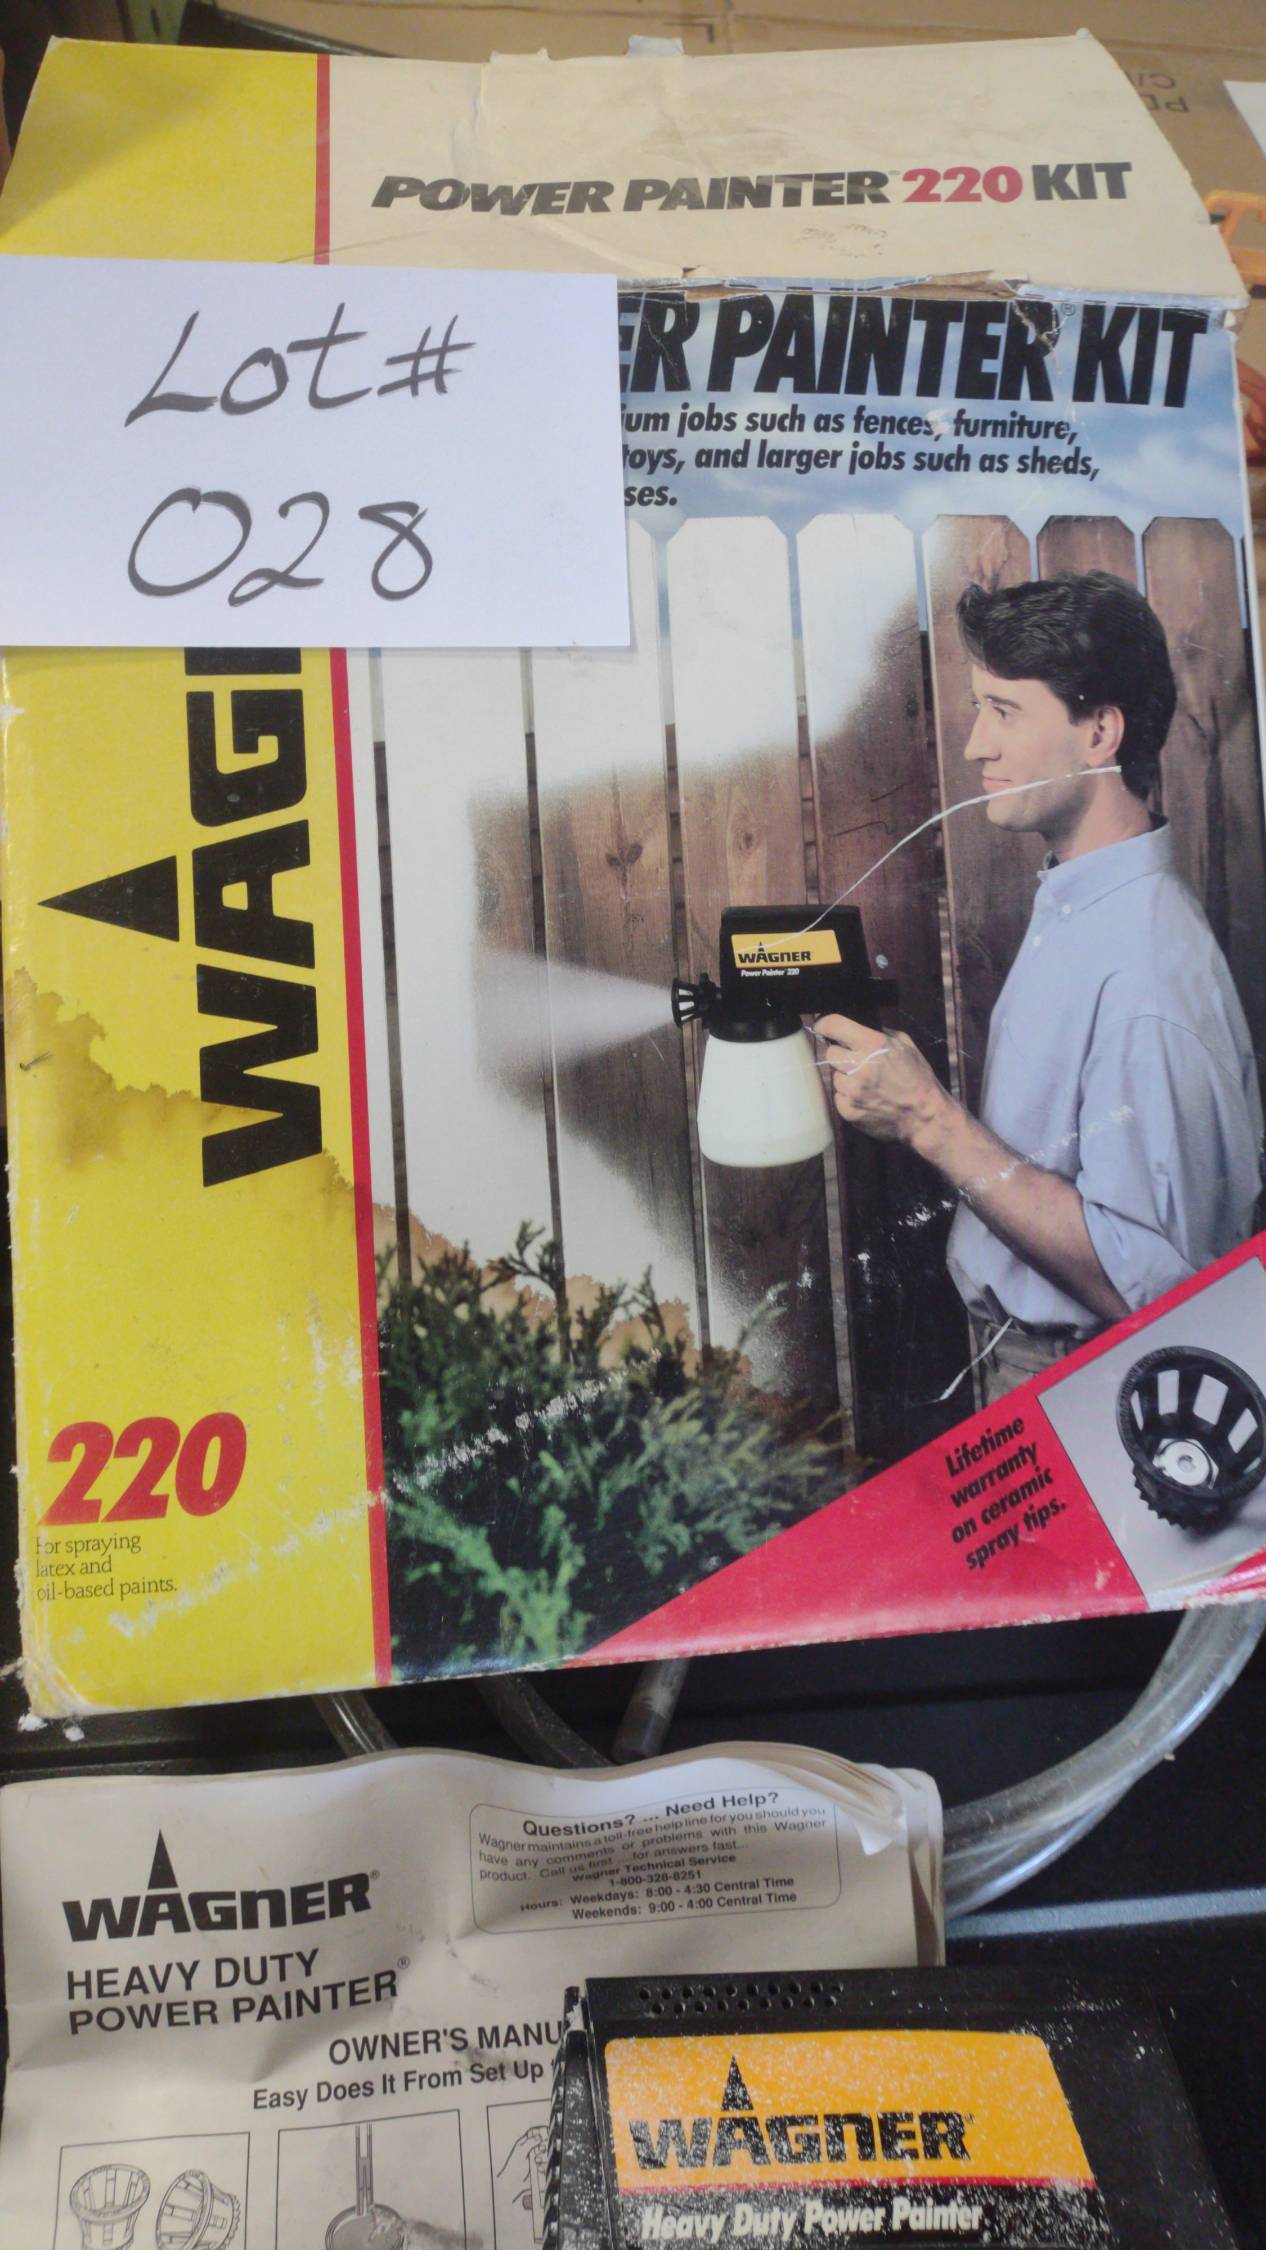 POWER PAINTER 220 KIT
Lot#
028
ER PAINTER® KIT
ium jobs such as fences, furniture,
toys, and larger jobs such as sheds,
ses.
WAG
WAGNER
Power Painter 220
Lifetime
warranty
on ceramic
spray tips.
220
For spraying
latex and
oil-based paints.
Questions? ... Need Help?
Wagner maintains a toll-free help line for you should you
have any comments or problems with this Wagner
product. Call us first ... for answers fast...
Wagner Technical Service
1-800-328-8251
Hours: Weekdays: 8:00 - 4:30 Central Time
Weekends: 9:00 - 4:00 Central Time
WAGNER®
HEAVY DUTY
POWER PAINTER®
OWNER'S MANU
Easy Does It From Set Up
WAGNER
Heavy Duty Power Painter